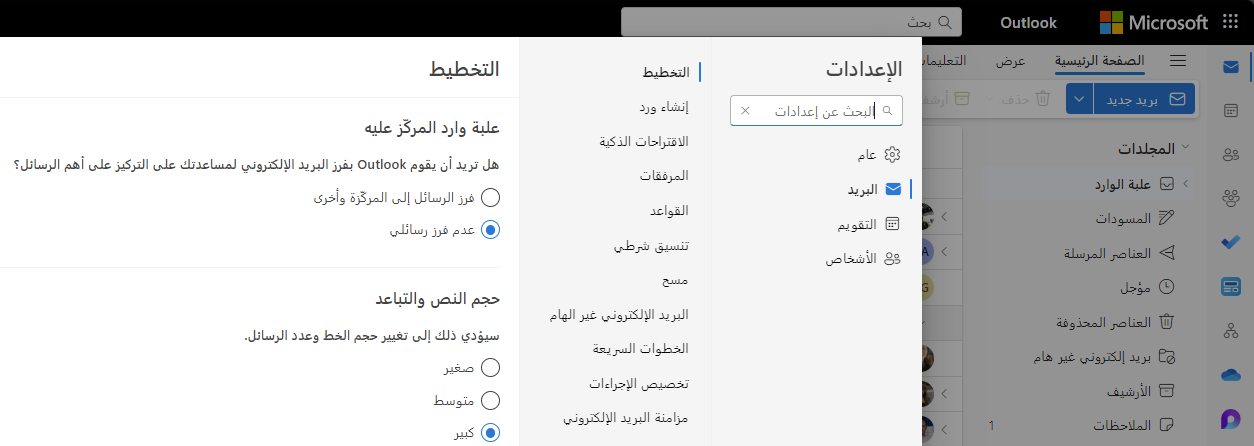 Microsoft
Outlook
بحث
الصفحة الرئيسية
عرض
التعليمات
بريد جديد
حذف
المجلدات
علبة الوارد
المسودات
العناصر المرسلة
مؤجل
العناصر المحذوفة
بريد إلكتروني غير هام
الأرشيف
الملاحظات
1
الإعدادات
البحث عن إعدادات
عام
البريد
التقويم
الأشخاص
التخطيط
إنشاء ورد
الاقتراحات الذكية
المرفقات
القواعد
تنسيق شرطي
مسح
البريد الإلكتروني غير الهام
الخطوات السريعة
تخصيص الإجراءات
مزامنة البريد الإلكتروني
التخطيط
علبة وارد المركّز عليه
هل تريد أن يقوم Outlook بفرز البريد الإلكتروني لمساعدتك على التركيز على أهم الرسائل؟
فرز الرسائل إلى المركّزة وأخرى
عدم فرز رسائلي
حجم النص والتباعد
سيؤدي ذلك إلى تغيير حجم الخط وعدد الرسائل.
صغير
متوسط
كبير